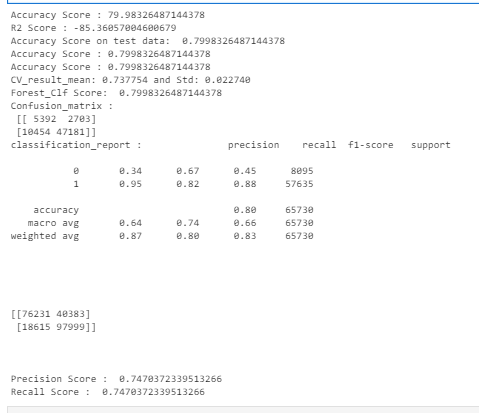 Accuracy Score : 79.98326487144378
R2 Score : -85.36057004600679
Accuracy Score on test data:  0.7998326487144378
Accuracy Score : 0.7998326487144378
Accuracy Score : 0.7998326487144378
CV_result_mean: 0.737754 and Std: 0.022740
Forest_Clf Score:  0.7998326487144378
Confusion_matrix :
 [[ 5392  2703]
 [10454 47181]]
classification_report :               precision    recall  f1-score   support
           0       0.34      0.67      0.45      8095
           1       0.95      0.82      0.88     57635
    accuracy                           0.80     65730
   macro avg       0.64      0.74      0.66     65730
weighted avg       0.87      0.80      0.83     65730
[[76231 40383]
 [18615 97999]]
Precision Score :  0.7470372339513266
Recall Score :  0.7470372339513266